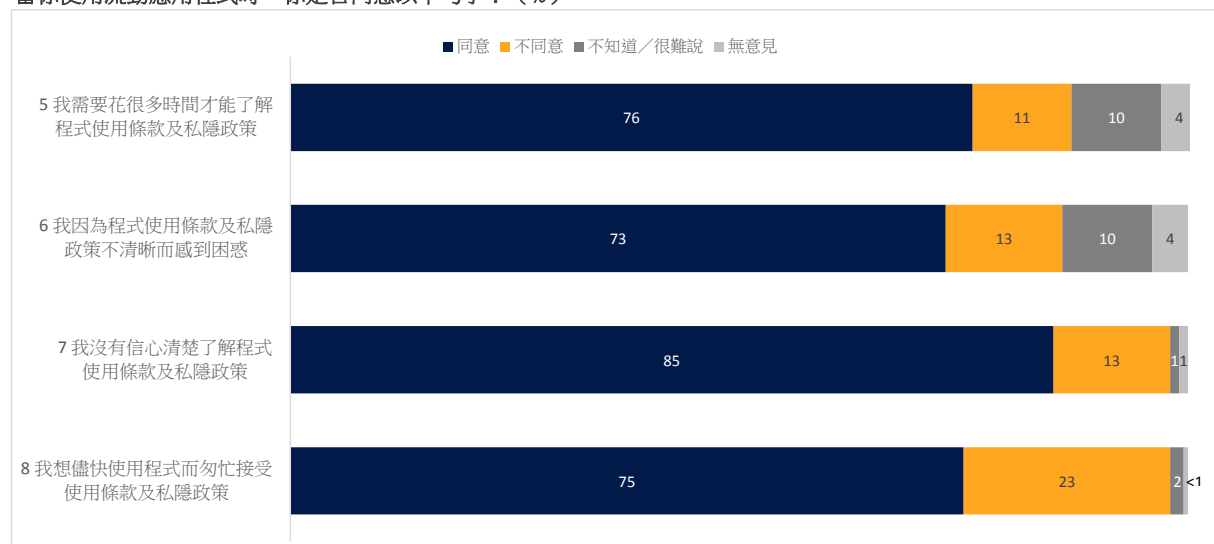 同意 不同意 不知道／很難說 無意見
5 我需要花很多時間才能了解
程式使用條款及私隱政策
76 11 10 4
6 我因為程式使用條款及私隱
政策不清晰而感到困惑
73 13 10 4
7 我沒有信心清楚了解程式
使用條款及私隱政策
85 13 1 1
8 我想儘快使用程式而匆忙接受
使用條款及私隱政策
75 23 2 <1